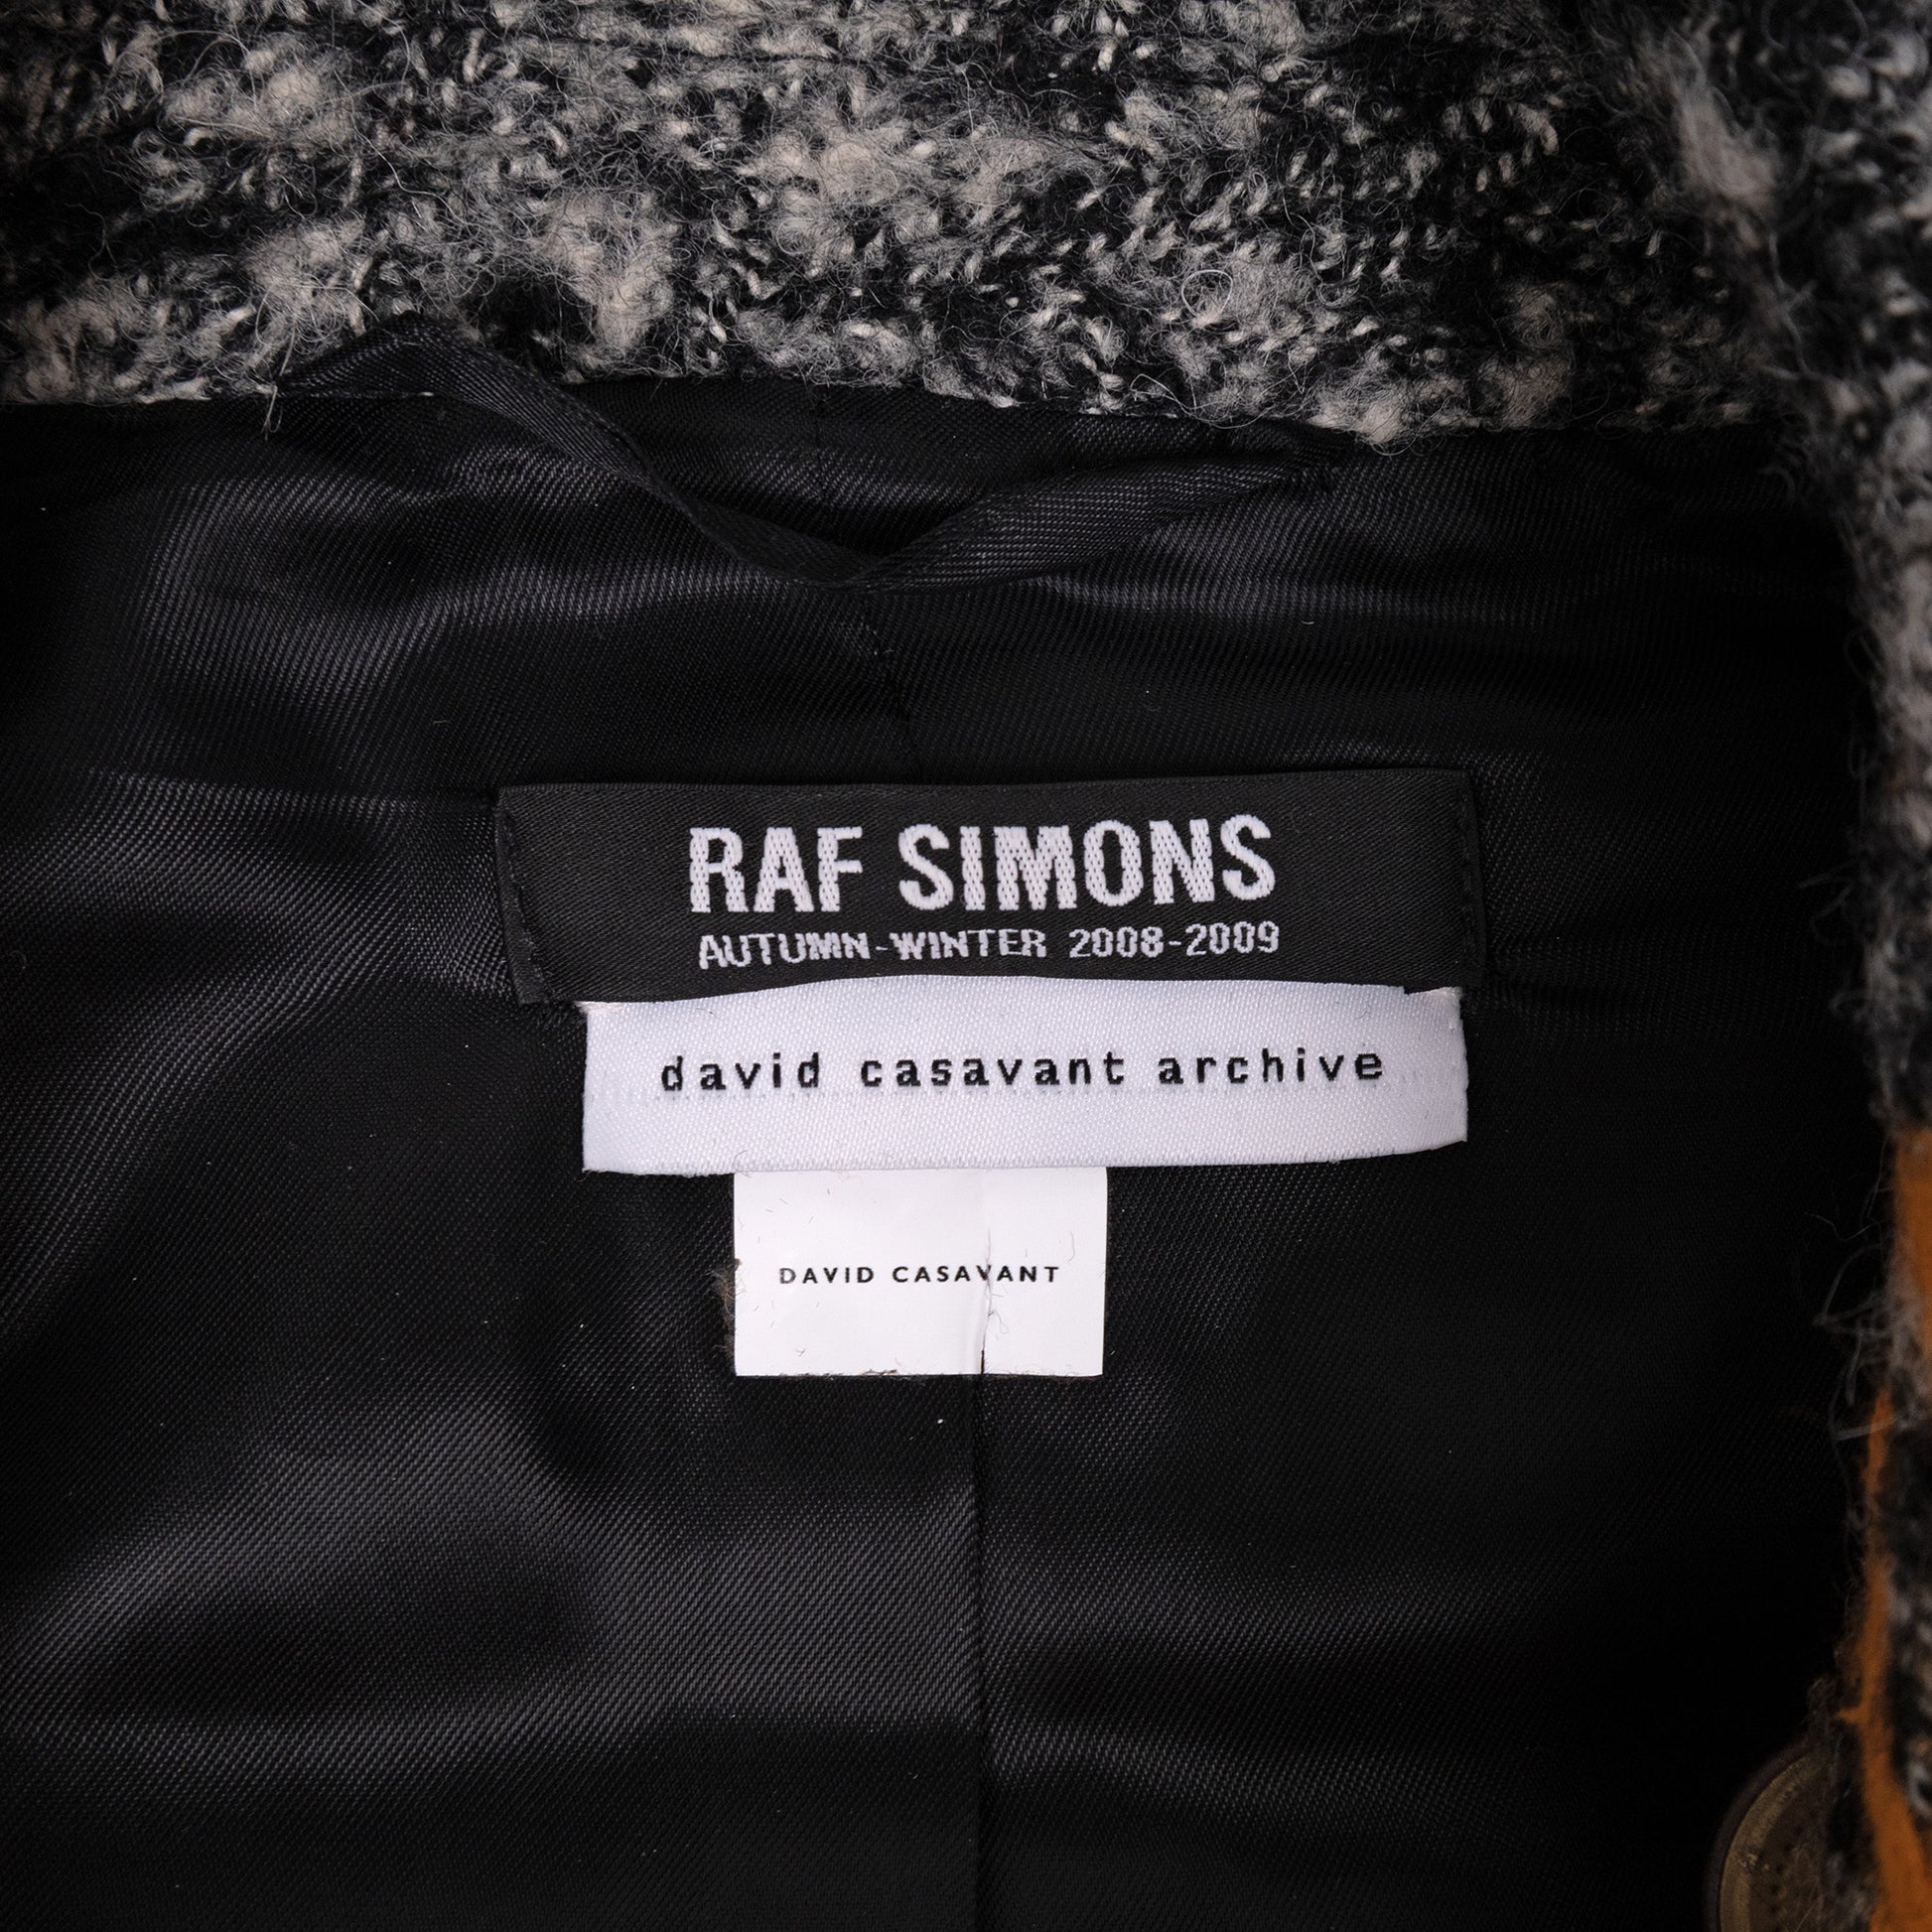 RAF SIMONS
AUTUMN-WINTER 2008-2009
david casavant archive
DAVID CASAVANT